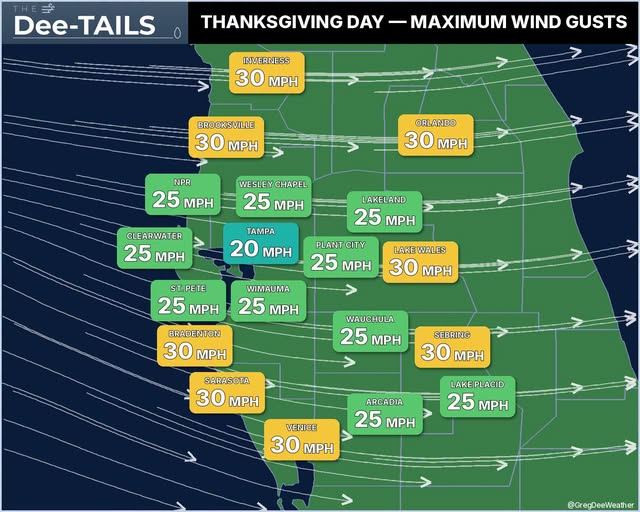 THE
Dee-TAILS
THANKSGIVING DAY — MAXIMUM WIND GUSTS
INVERNESS
30 MPH
BROOKSVILLE
30 MPH
ORLANDO
30 MPH
NPR
25 MPH
WESLEY CHAPEL
25 MPH
LAKELAND
25 MPH
CLEARWATER
25 MPH
TAMPA
20 MPH
PLANT CITY
25 MPH
LAKE WALES
30 MPH
ST. PETE
25 MPH
WIMAUMA
25 MPH
WAUCHULA
25 MPH
BRADENTON
30 MPH
SEBRING
30 MPH
SARASOTA
30 MPH
LAKE PLACID
25 MPH
ARCADIA
25 MPH
VENICE
30 MPH
@GregDeeWeather